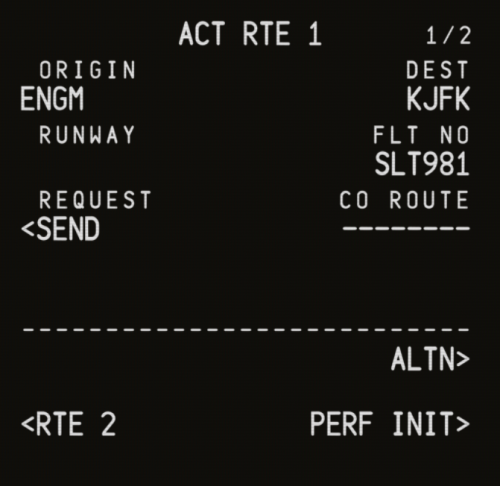 ACT RTE 1 1/2
ORIGIN DEST
ENGM KJFK
RUNWAY FLT NO
SLT981
REQUEST CO ROUTE
<SEND --------
----------------------------
ALTN>
<RTE 2 PERF INIT>